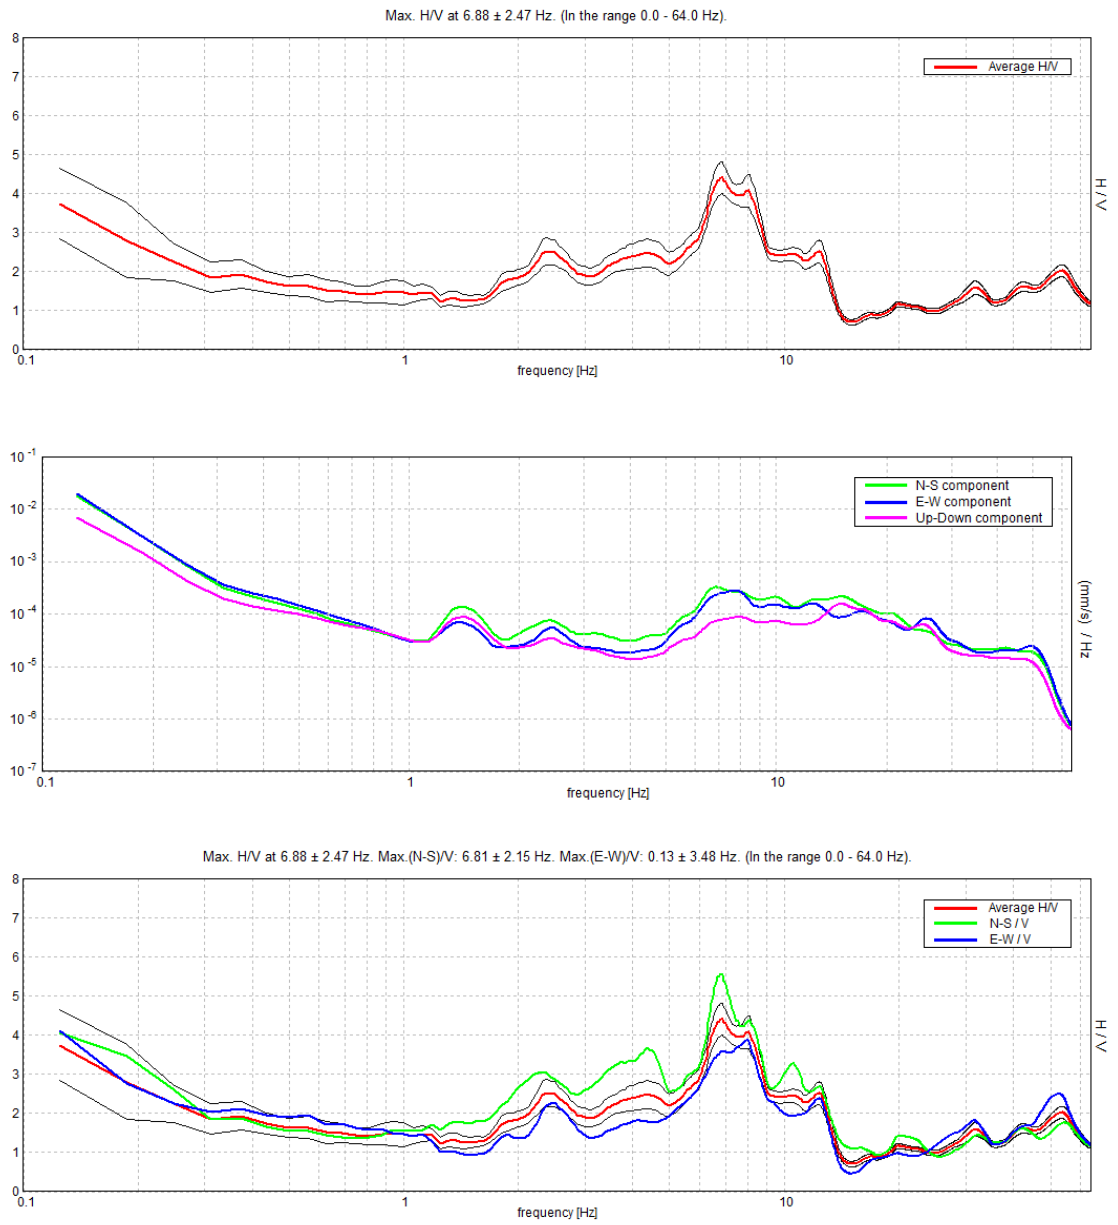 Max. H/V at 6.88 ± 2.47 Hz. (In the range 0.0 - 64.0 Hz).
8
7
6
5
4
3
2
1
0
Average H/V
H / V
0.1
1
10
frequency [Hz]
10 -1
10 -2
10 -3
10 -4
10 -5
10 -6
10 -7
N-S component
E-W component
Up-Down component
(mm/s) / Hz
0.1
1
10
frequency [Hz]
Max. H/V at 6.88 ± 2.47 Hz. Max.(N-S)/V: 6.81 ± 2.15 Hz. Max.(E-W)/V: 0.13 ± 3.48 Hz. (In the range 0.0 - 64.0 Hz).
8
7
6
5
4
3
2
1
0
Average H/V
N-S / V
E-W / V
H / V
0.1
1
10
frequency [Hz]